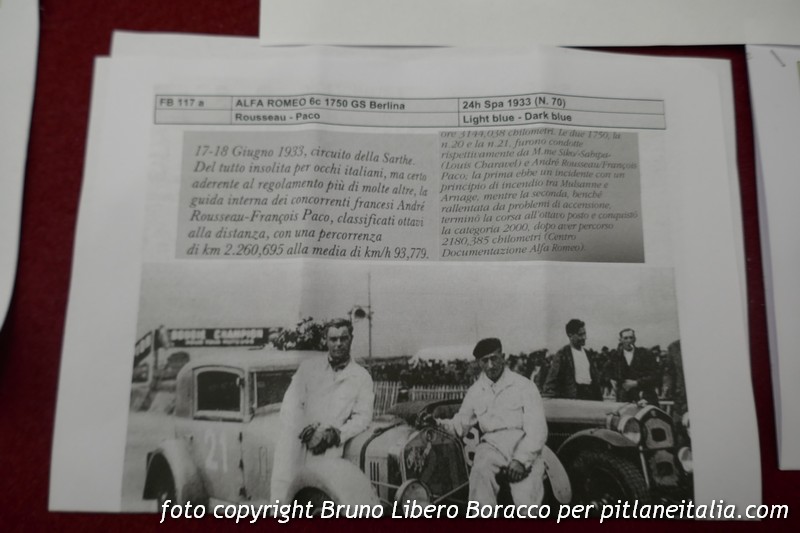 FB 117 a ALFA ROMEO 6c 1750 GS Berlina 24h Spa 1933 (N. 70)
Rousseau - Paco Light blue - Dark blue
17-18 Giugno 1933, circuito della Sarthe.
Del tutto insolita per occhi italiani, ma certo
aderente al regolamento più di molte altre, la
guida interna dei concorrenti francesi André
Rousseau-François Paco, classificati ottavi
alla distanza, con una percorrenza
di km 2.260,695 alla media di km/h 93,779.
ore 3144,038 chilometri. Le due 1750, la
n.20 e la n.21, furono condotte
rispettivamente da M.me Siko-Sabipa
(Louis Charavel) e André Rousseau/François
Paco; la prima ebbe un incidente con un
principio di incendio tra Mulsanne e
Arnage, mentre la seconda, benché
rallentata da problemi di accensione,
terminò la corsa all'ottavo posto e conquistò
la categoria 2000, dopo aver percorso
2180,385 chilometri (Centro
Documentazione Alfa Romeo).
CHAMPION
21
foto copyright Bruno Libero Boracco per pitlaneitalia.com